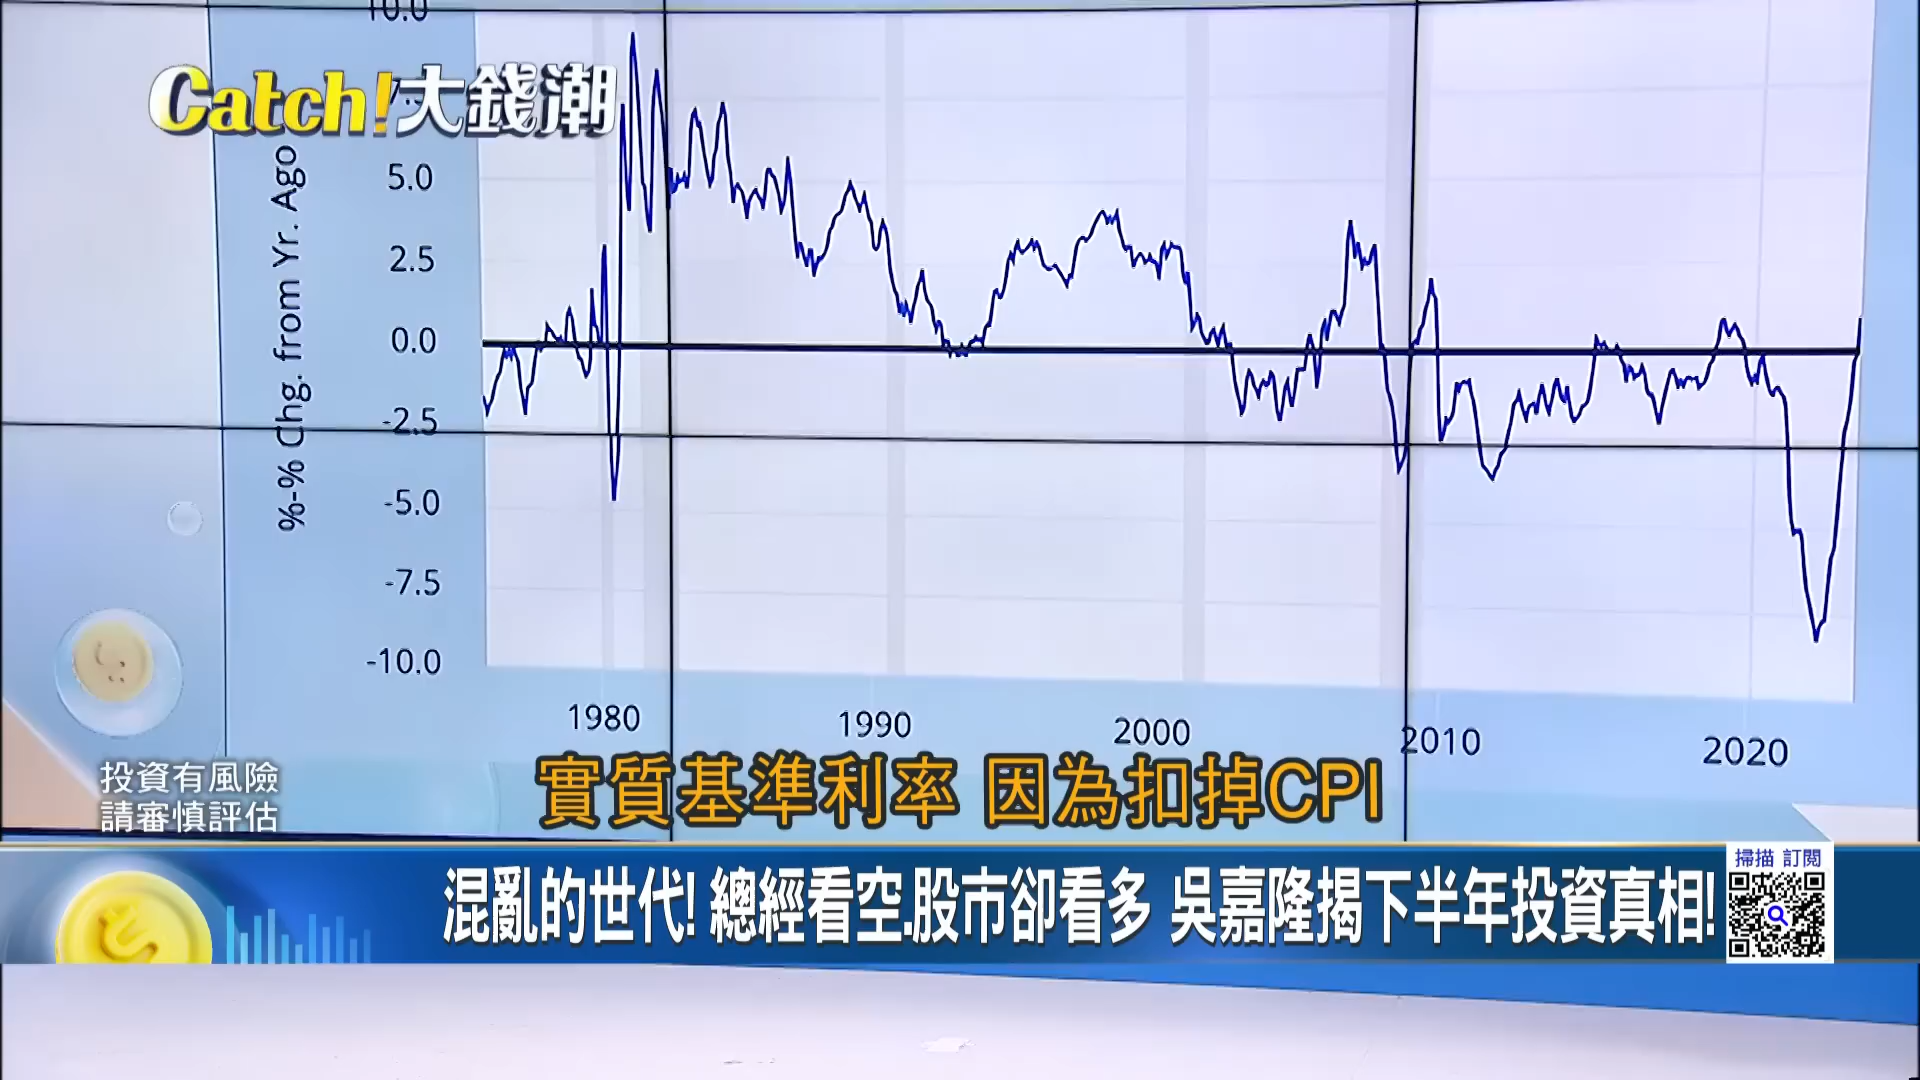 10.0
Catch!大錢潮
7.5
5.0
2.5
0.0
-2.5
-5.0
-7.5
-10.0
%-% Chg. from Yr. Ago
1980
1990
2000
2010
2020
投資有風險
請審慎評估
實質基準利率 因為扣掉CPI
掃描 訂閱
混亂的世代! 總經看空.股市卻看多 吳嘉隆揭下半年投資真相!